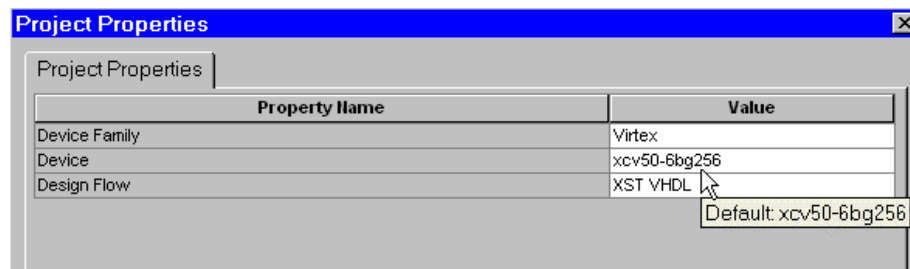 Project Properties
Project Properties
Property Name Value
Device Family Virtex
Device xcv50-6bg256
Design Flow XST VHDL
Default: xcv50-6bg256